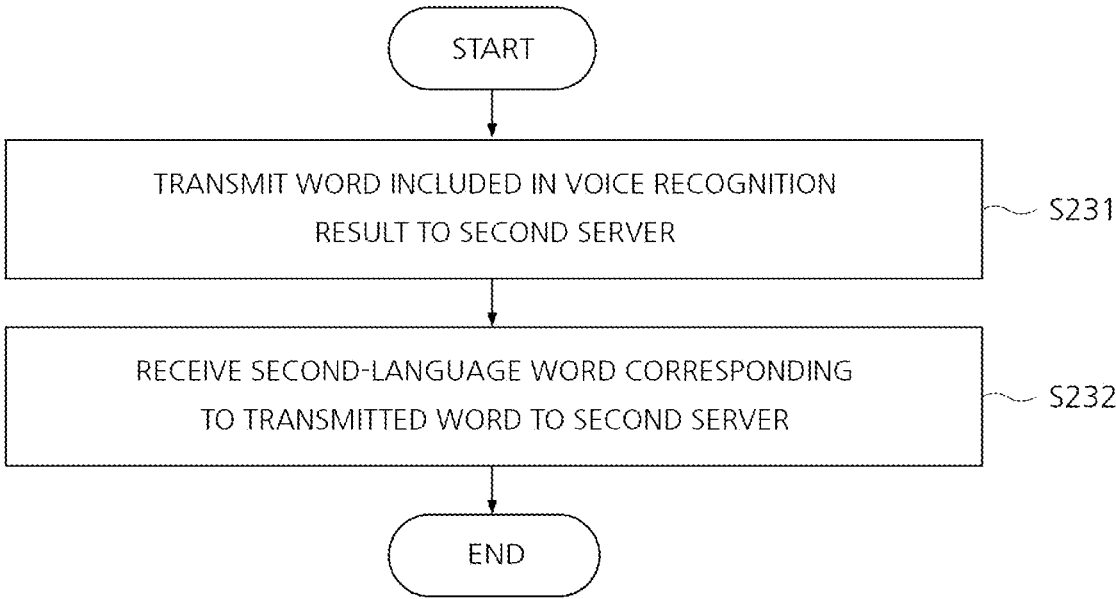 START
TRANSMIT WORD INCLUDED IN VOICE RECOGNITION
RESULT TO SECOND SERVER
S231
RECEIVE SECOND-LANGUAGE WORD CORRESPONDING
TO TRANSMITTED WORD TO SECOND SERVER
S232
END